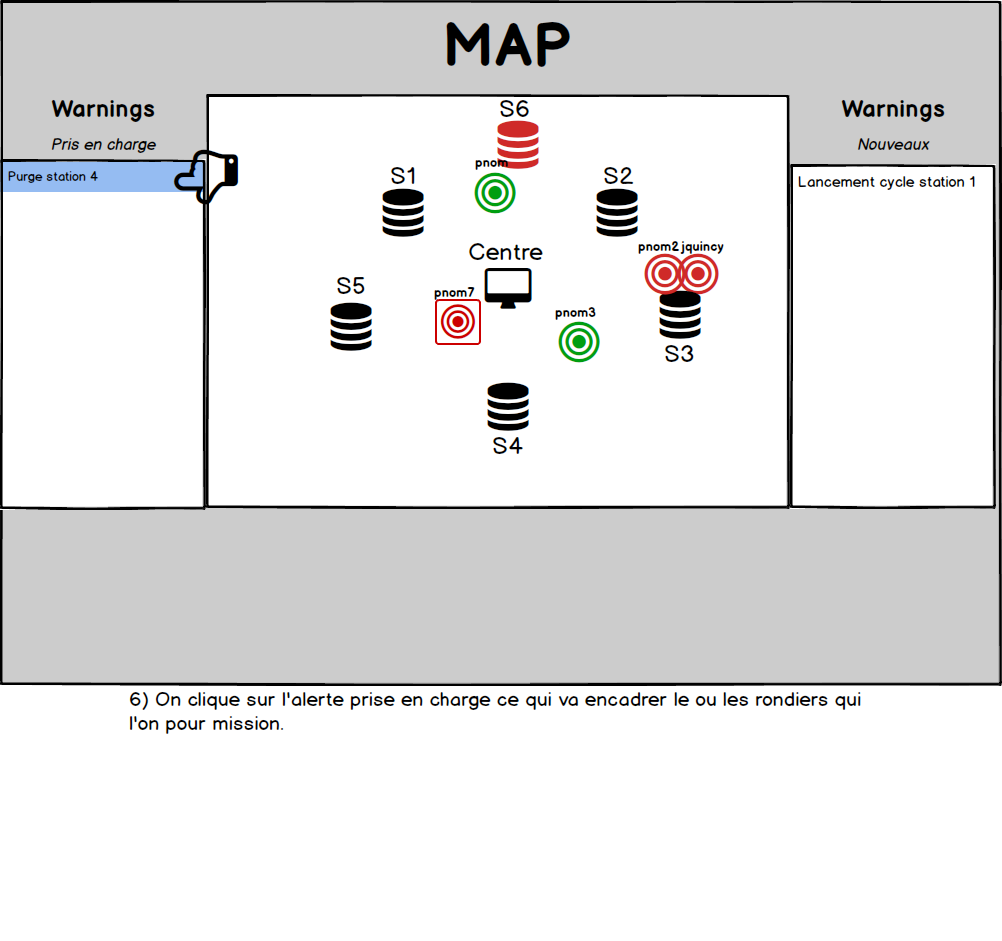 MAP
Warnings
Pris en charge
Purge station 4
S6
pnom
S1
S2
Centre
pnom2 jquincy
S5
pnom7
pnom3
S3
S4
Warnings
Nouveaux
Lancement cycle station 1
6) On clique sur l'alerte prise en charge ce qui va encadrer le ou les rondiers qui
l'on pour mission.